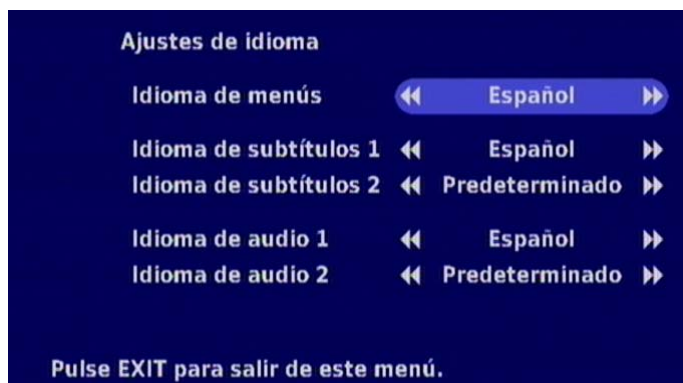 Ajustes de idioma
Idioma de menús Español
Idioma de subtítulos 1 Español
Idioma de subtítulos 2 Predeterminado
Idioma de audio 1 Español
Idioma de audio 2 Predeterminado
Pulse EXIT para salir de este menú.